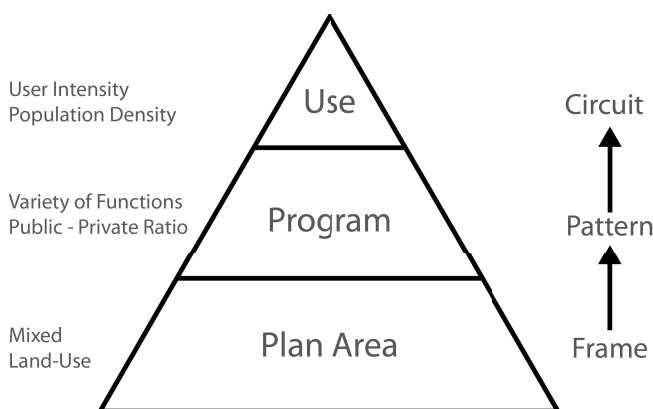 User Intensity
Population Density
Use
Circuit
Variety of Functions
Public - Private Ratio
Program
Pattern
Mixed
Land-Use
Plan Area
Frame